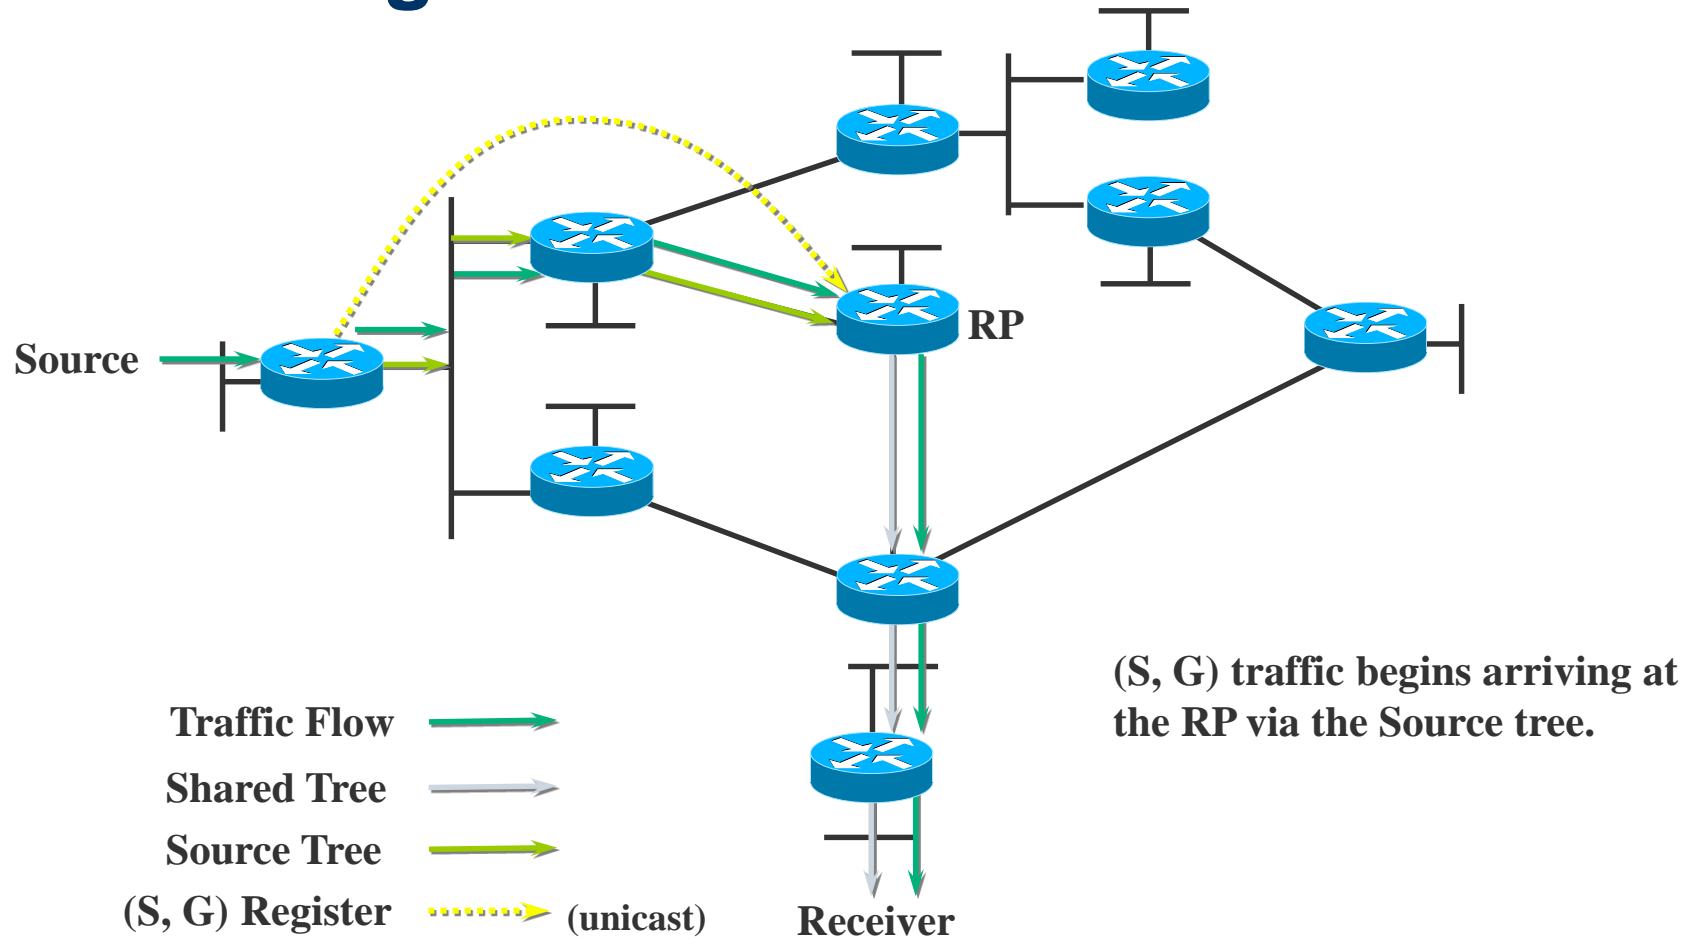 RP
Source
(S, G) traffic begins arriving at
the RP via the Source tree.
Traffic Flow
Shared Tree
Source Tree
(S, G) Register
(unicast)
Receiver